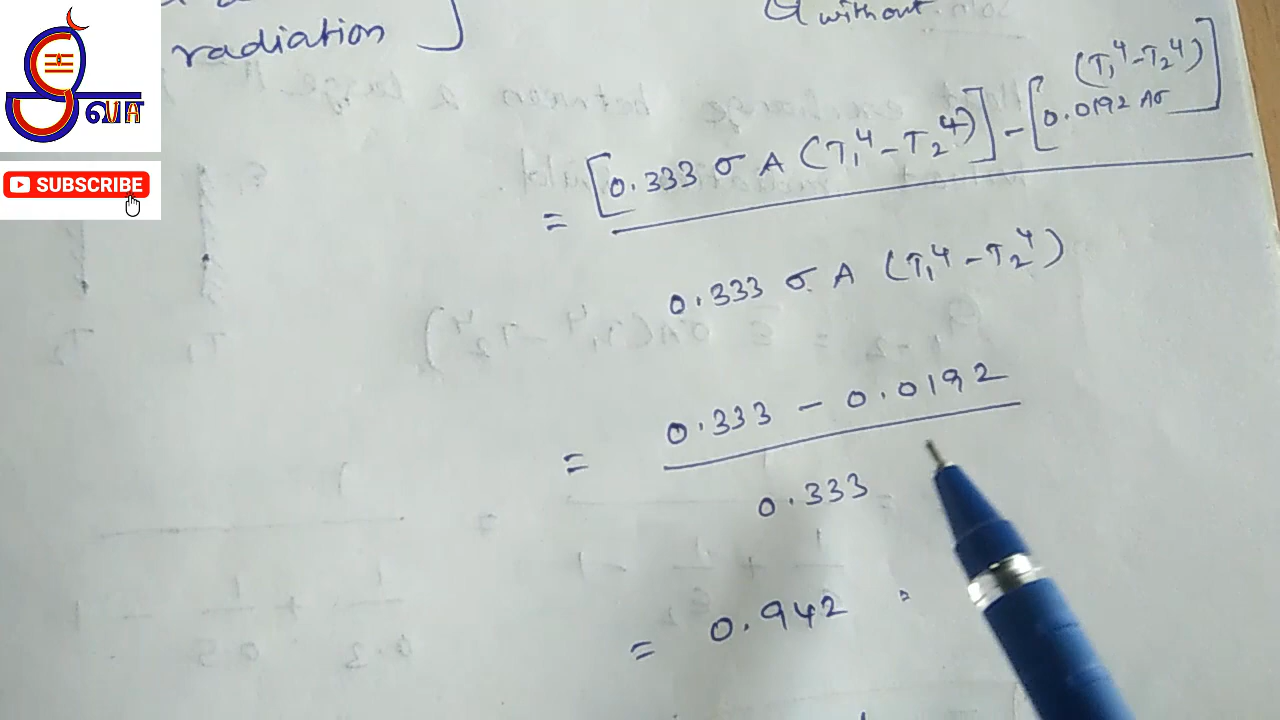 radiation ]
Q without
சிவா
SUBSCRIBE
= [0.333 σ A (T₁⁴ - T₂⁴)] - [0.0192 Aσ (T₁⁴ - T₂⁴)]
0.333 σ A (T₁⁴ - T₂⁴)
= 0.333 - 0.0192
0.333
= 0.942